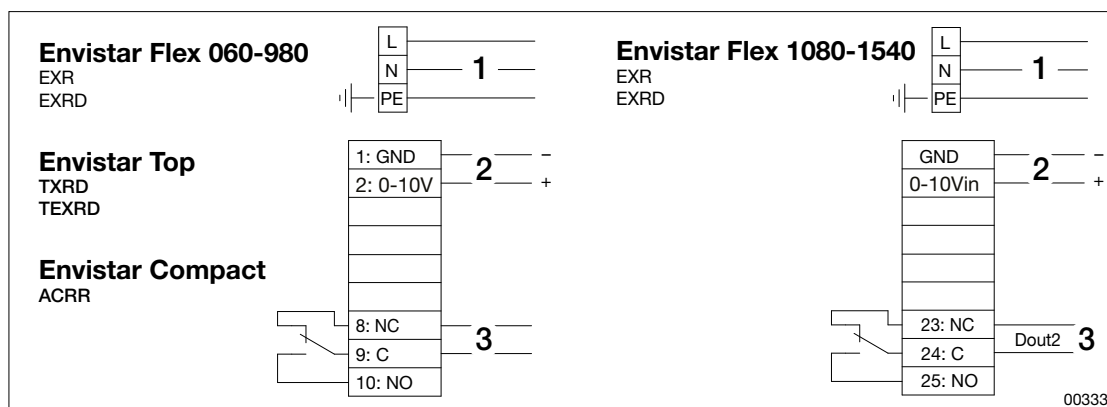 Envistar Flex 060-980
EXR
EXRD
L
N
PE
1
Envistar Top
TXRD
TEXRD
Envistar Compact
ACRR
1: GND
2: 0-10V
2
–
+
8: NC
9: C
10: NO
3
Envistar Flex 1080-1540
EXR
EXRD
L
N
PE
1
GND
0-10Vin
2
–
+
23: NC
24: C
25: NO
Dout2
3
00333